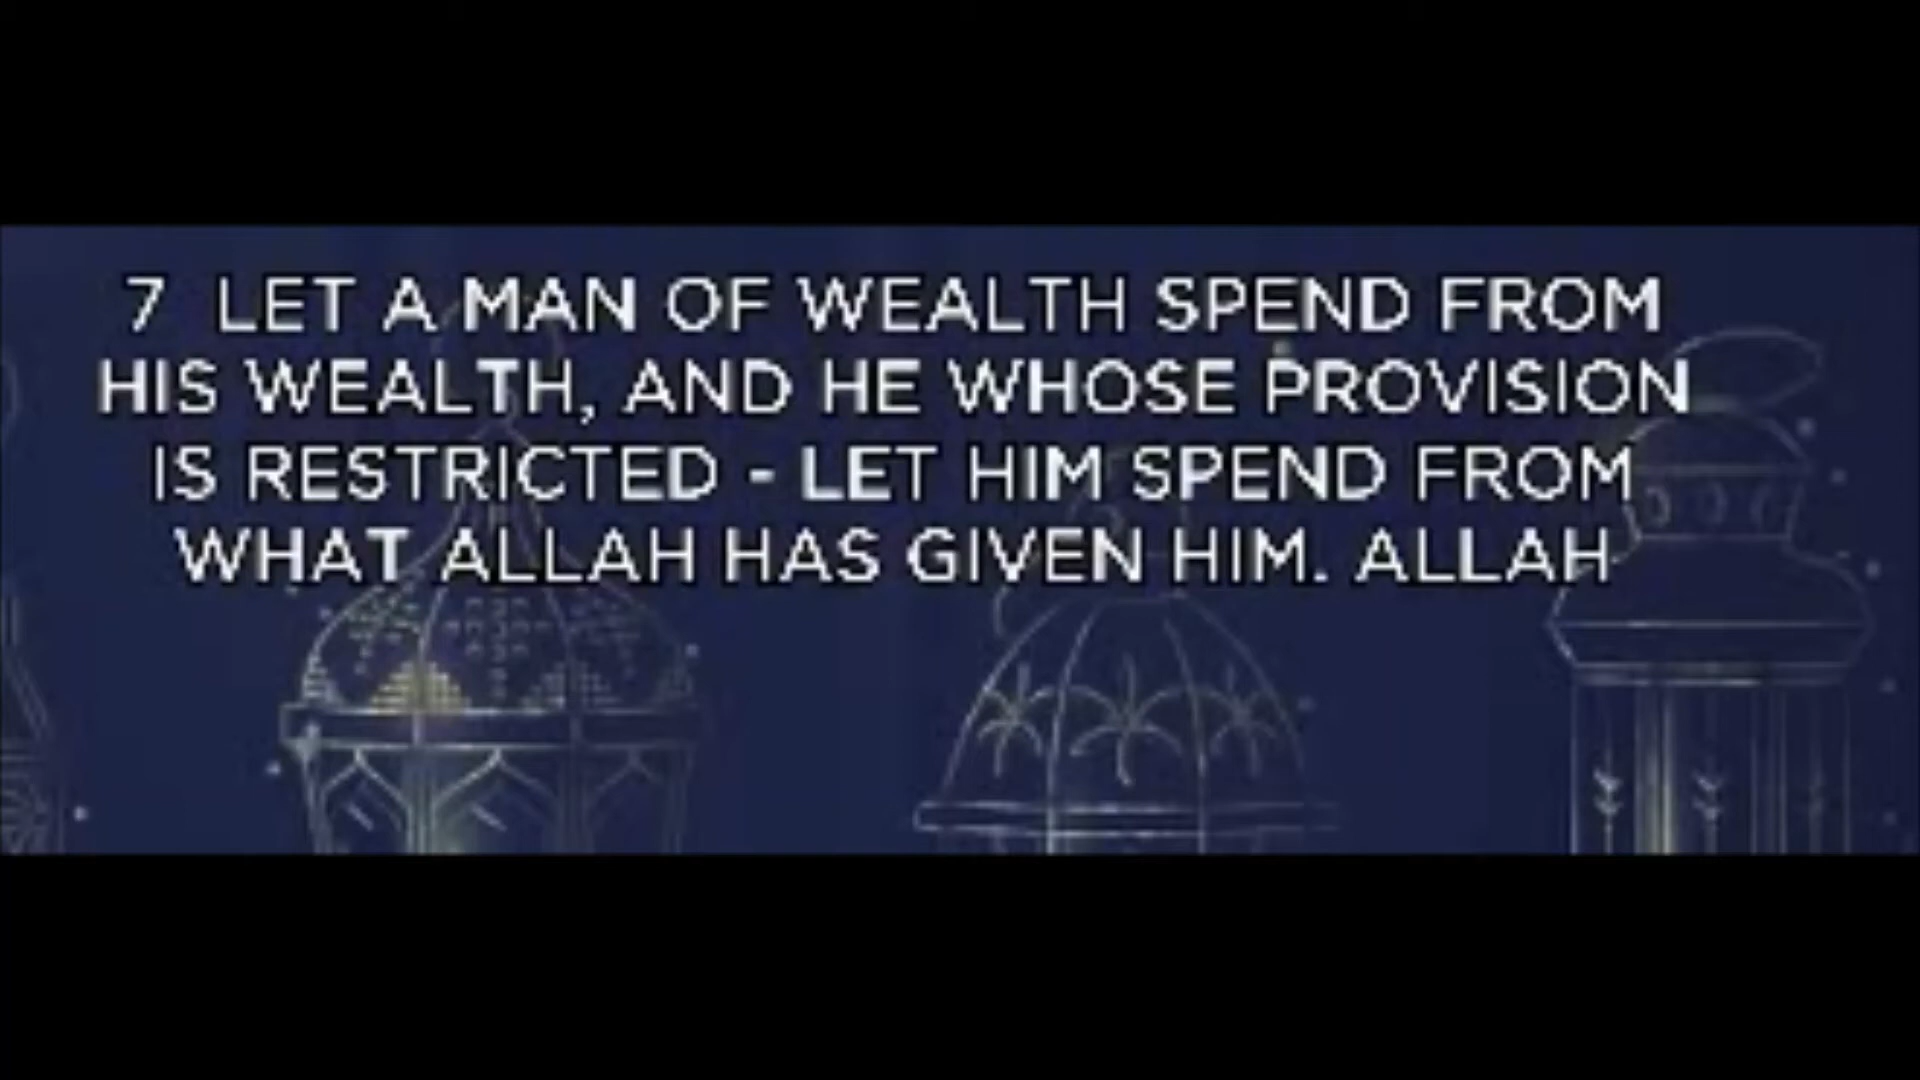 7 LET A MAN OF WEALTH SPEND FROM
HIS WEALTH, AND HE WHOSE PROVISION
IS RESTRICTED - LET HIM SPEND FROM
WHAT ALLAH HAS GIVEN HIM. ALLAH